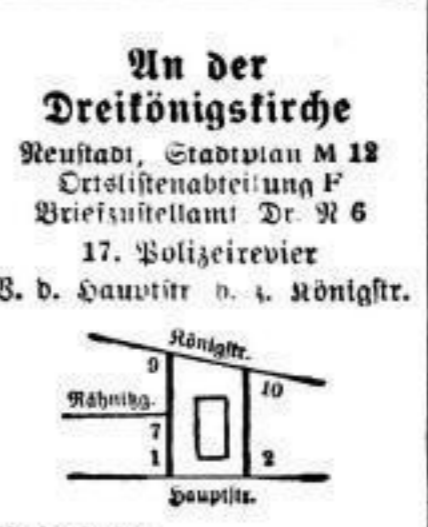 An der
Dreikönigskirche
Neustadt, Stadtplan M 12
Ortslistenabteilung F
Briefzustellamt Dr. N 6
17. Polizeirevier
V. d. Hauptstr b. z. Königstr.
Königstr.
9
10
Rähnitzg.
7
1
2
Hauptstr.